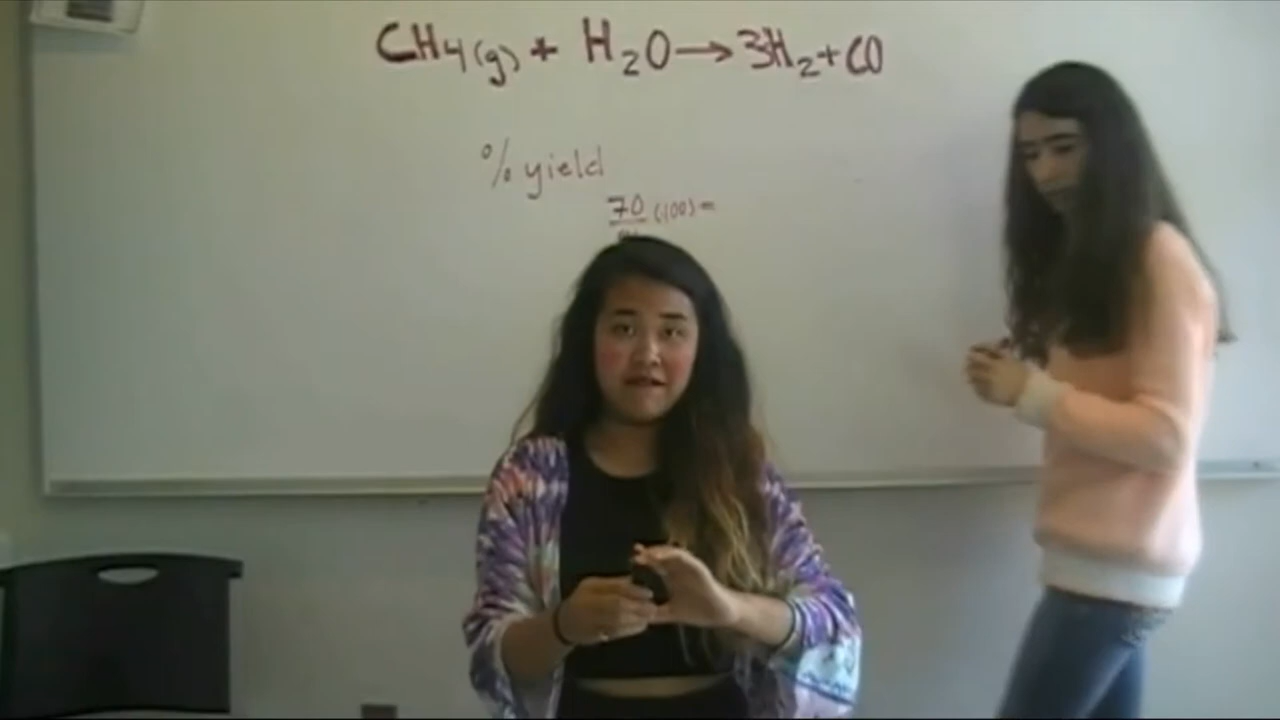 CH4(g) + H2O → 3H2 + CO
% yield
70 (100) =